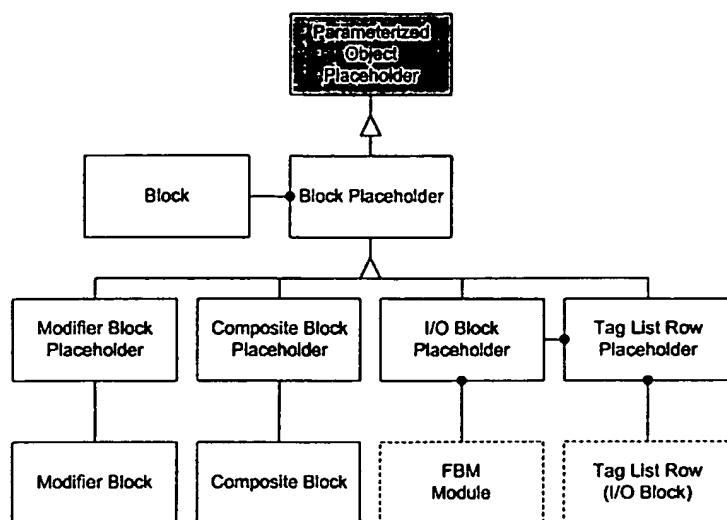 Parameterized
Object
Placeholder
Block
Block Placeholder
Modifier Block
Placeholder
Composite Block
Placeholder
I/O Block
Placeholder
Tag List Row
Placeholder
Modifier Block
Composite Block
FBM
Module
Tag List Row
(I/O Block)